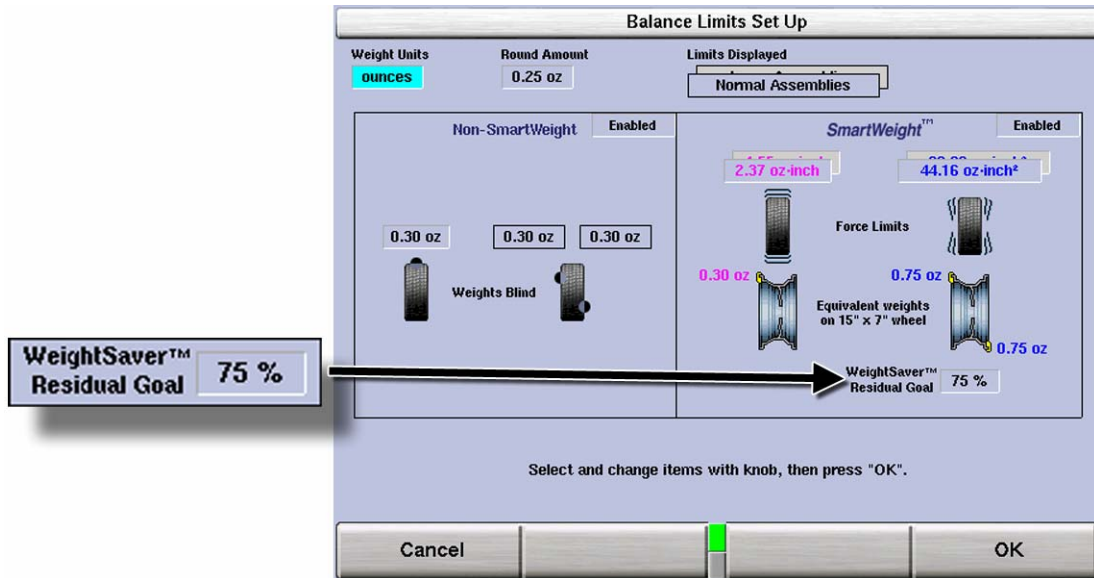 Balance Limits Set Up
Weight Units
ounces
Round Amount
0.25 oz
Limits Displayed
Normal Assemblies
Non-SmartWeight
Enabled
0.30 oz
0.30 oz
0.30 oz
Weights Blind
SmartWeight™
Enabled
2.37 oz·inch
44.16 oz·inch²
Force Limits
0.30 oz
0.75 oz
Equivalent weights
on 15" x 7" wheel
0.75 oz
WeightSaver™
Residual Goal
75 %
WeightSaver™
Residual Goal
75 %
Select and change items with knob, then press "OK".
Cancel
OK